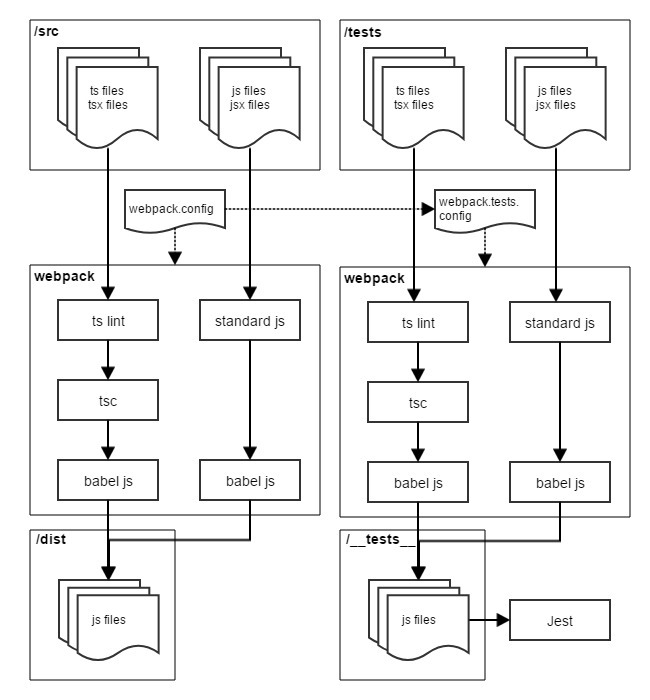 /src
ts files
tsx files
js files
jsx files
/tests
ts files
tsx files
js files
jsx files
webpack.config
webpack.tests.
config
webpack
ts lint
standard js
tsc
babel js
babel js
webpack
ts lint
standard js
tsc
babel js
babel js
/dist
js files
/__tests__
js files
Jest